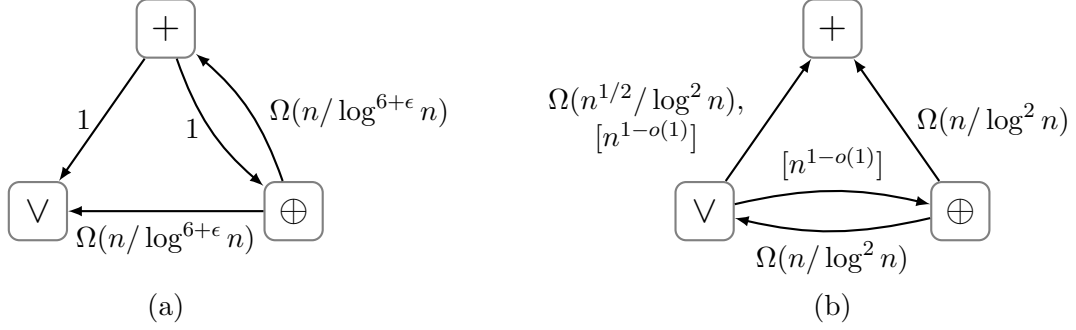 +
1
1
Ω(n/ log^{6+ϵ} n)
∨
⊕
Ω(n/ log^{6+ϵ} n)
(a)
+
Ω(n^{1/2}/ log^2 n),
[n^{1−o(1)}]
Ω(n/ log^2 n)
[n^{1−o(1)}]
∨
⊕
Ω(n/ log^2 n)
(b)